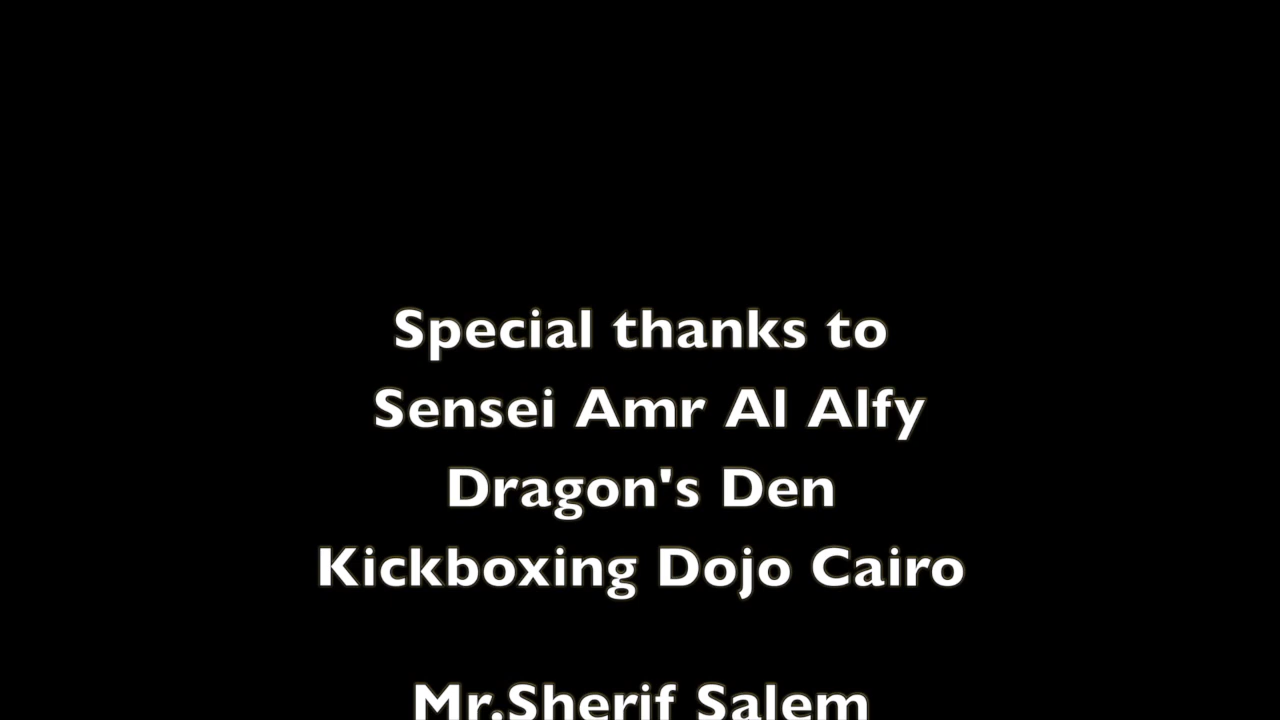 Special thanks to
Sensei Amr Al Alfy
Dragon's Den
Kickboxing Dojo Cairo
Mr.Sherif Salem